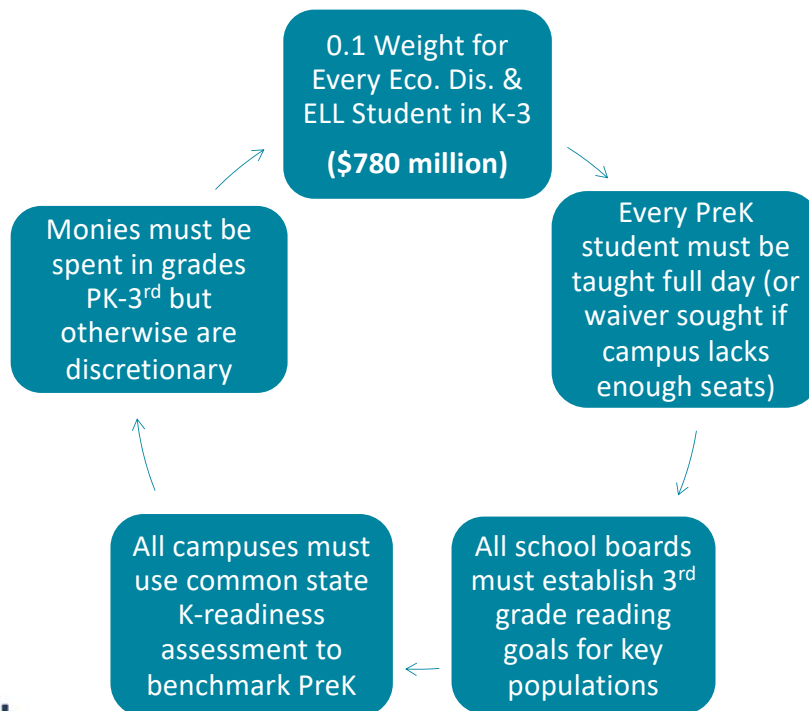 0.1 Weight for
Every Eco. Dis. &
ELL Student in K-3
($780 million)
Every PreK
student must be
taught full day (or
waiver sought if
campus lacks
enough seats)
All school boards
must establish 3rd
grade reading
goals for key
populations
All campuses must
use common state
K-readiness
assessment to
benchmark PreK
Monies must be
spent in grades
PK-3rd but
otherwise are
discretionary